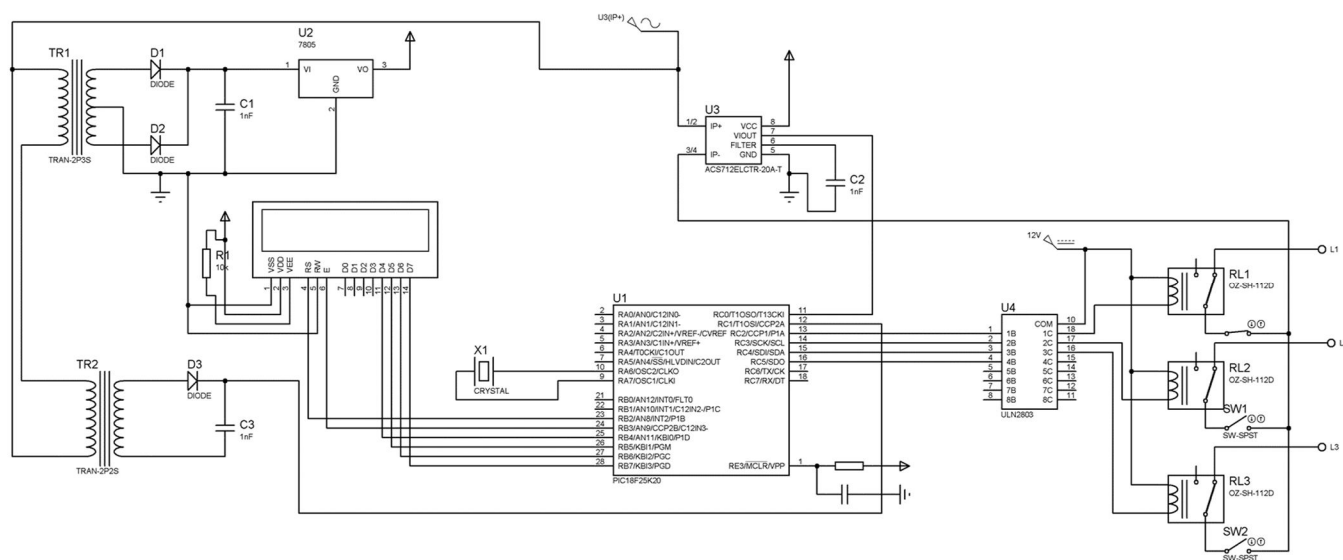 U3(IP+)
U2
7805
TR1
D1
DIODE
1
VI
VO
3
GND
2
C1
1nF
D2
DIODE
TRAN-2P3S
U3
1/2
IP+
VCC
8
VIOUT
7
FILTER
6
3/4
IP-
GND
5
ACS712ELCTR-20A-T
C2
1nF
R1
10k
VSS
VDD
VEE
RS
RW
E
D0
D1
D2
D3
D4
D5
D6
D7
1
2
3
4
5
6
7
8
9
10
11
12
13
14
12V
L1
RL1
OZ-SH-112D
U1
2
RA0/AN0/C12IN0-
RC0/T1OSO/T13CKI
11
3
RA1/AN1/C12IN1-
RC1/T1OSI/CCP2A
12
4
RA2/AN2/C2IN+/VREF-/CVREF
RC2/CCP1/P1A
13
5
RA3/AN3/C1IN+/VREF+
RC3/SCK/SCL
14
6
RA4/T0CKI/C1OUT
RC4/SDI/SDA
15
7
RA5/AN4/SS/HLVDIN/C2OUT
RC5/SDO
16
10
RA6/OSC2/CLKO
RC6/TX/CK
17
9
RA7/OSC1/CLKI
RC7/RX/DT
18
21
RB0/AN12/INT0/FLT0
22
RB1/AN10/INT1/C12IN2-/P1C
23
RB2/AN8/INT2/P1B
24
RB3/AN9/CCP2B/C12IN3-
25
RB4/AN11/KBI0/P1D
26
RB5/KBI1/PGM
27
RB6/KBI2/PGC
28
RB7/KBI3/PGD
RE3/MCLR/VPP
1
PIC18F25K20
X1
CRYSTAL
U4
COM
10
1
1B
1C
18
2
2B
2C
17
3
3B
3C
16
4
4B
4C
15
5
5B
5C
14
6
6B
6C
13
7
7B
7C
12
8
8B
8C
11
ULN2803
L
RL2
OZ-SH-112D
SW1
SW-SPST
L3
RL3
OZ-SH-112D
SW2
SW-SPST
TR2
D3
DIODE
C3
1nF
TRAN-2P2S